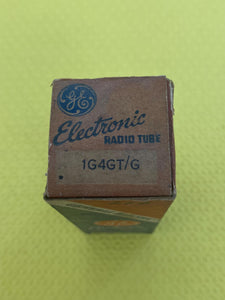 GE
Electronic
RADIO TUBE
1G4GT/G